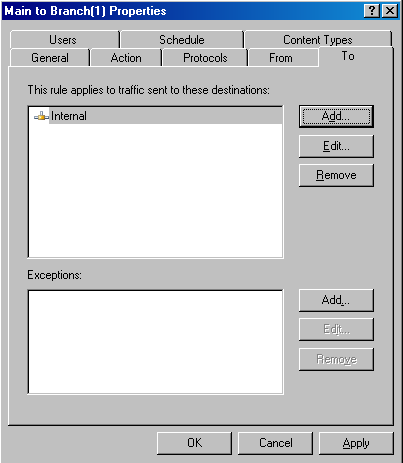 Main to Branch(1) Properties
Users Schedule Content Types
General Action Protocols From To
This rule applies to traffic sent to these destinations:
Internal
Add...
Edit...
Remove
Exceptions:
Add...
Edit...
Remove
OK Cancel Apply